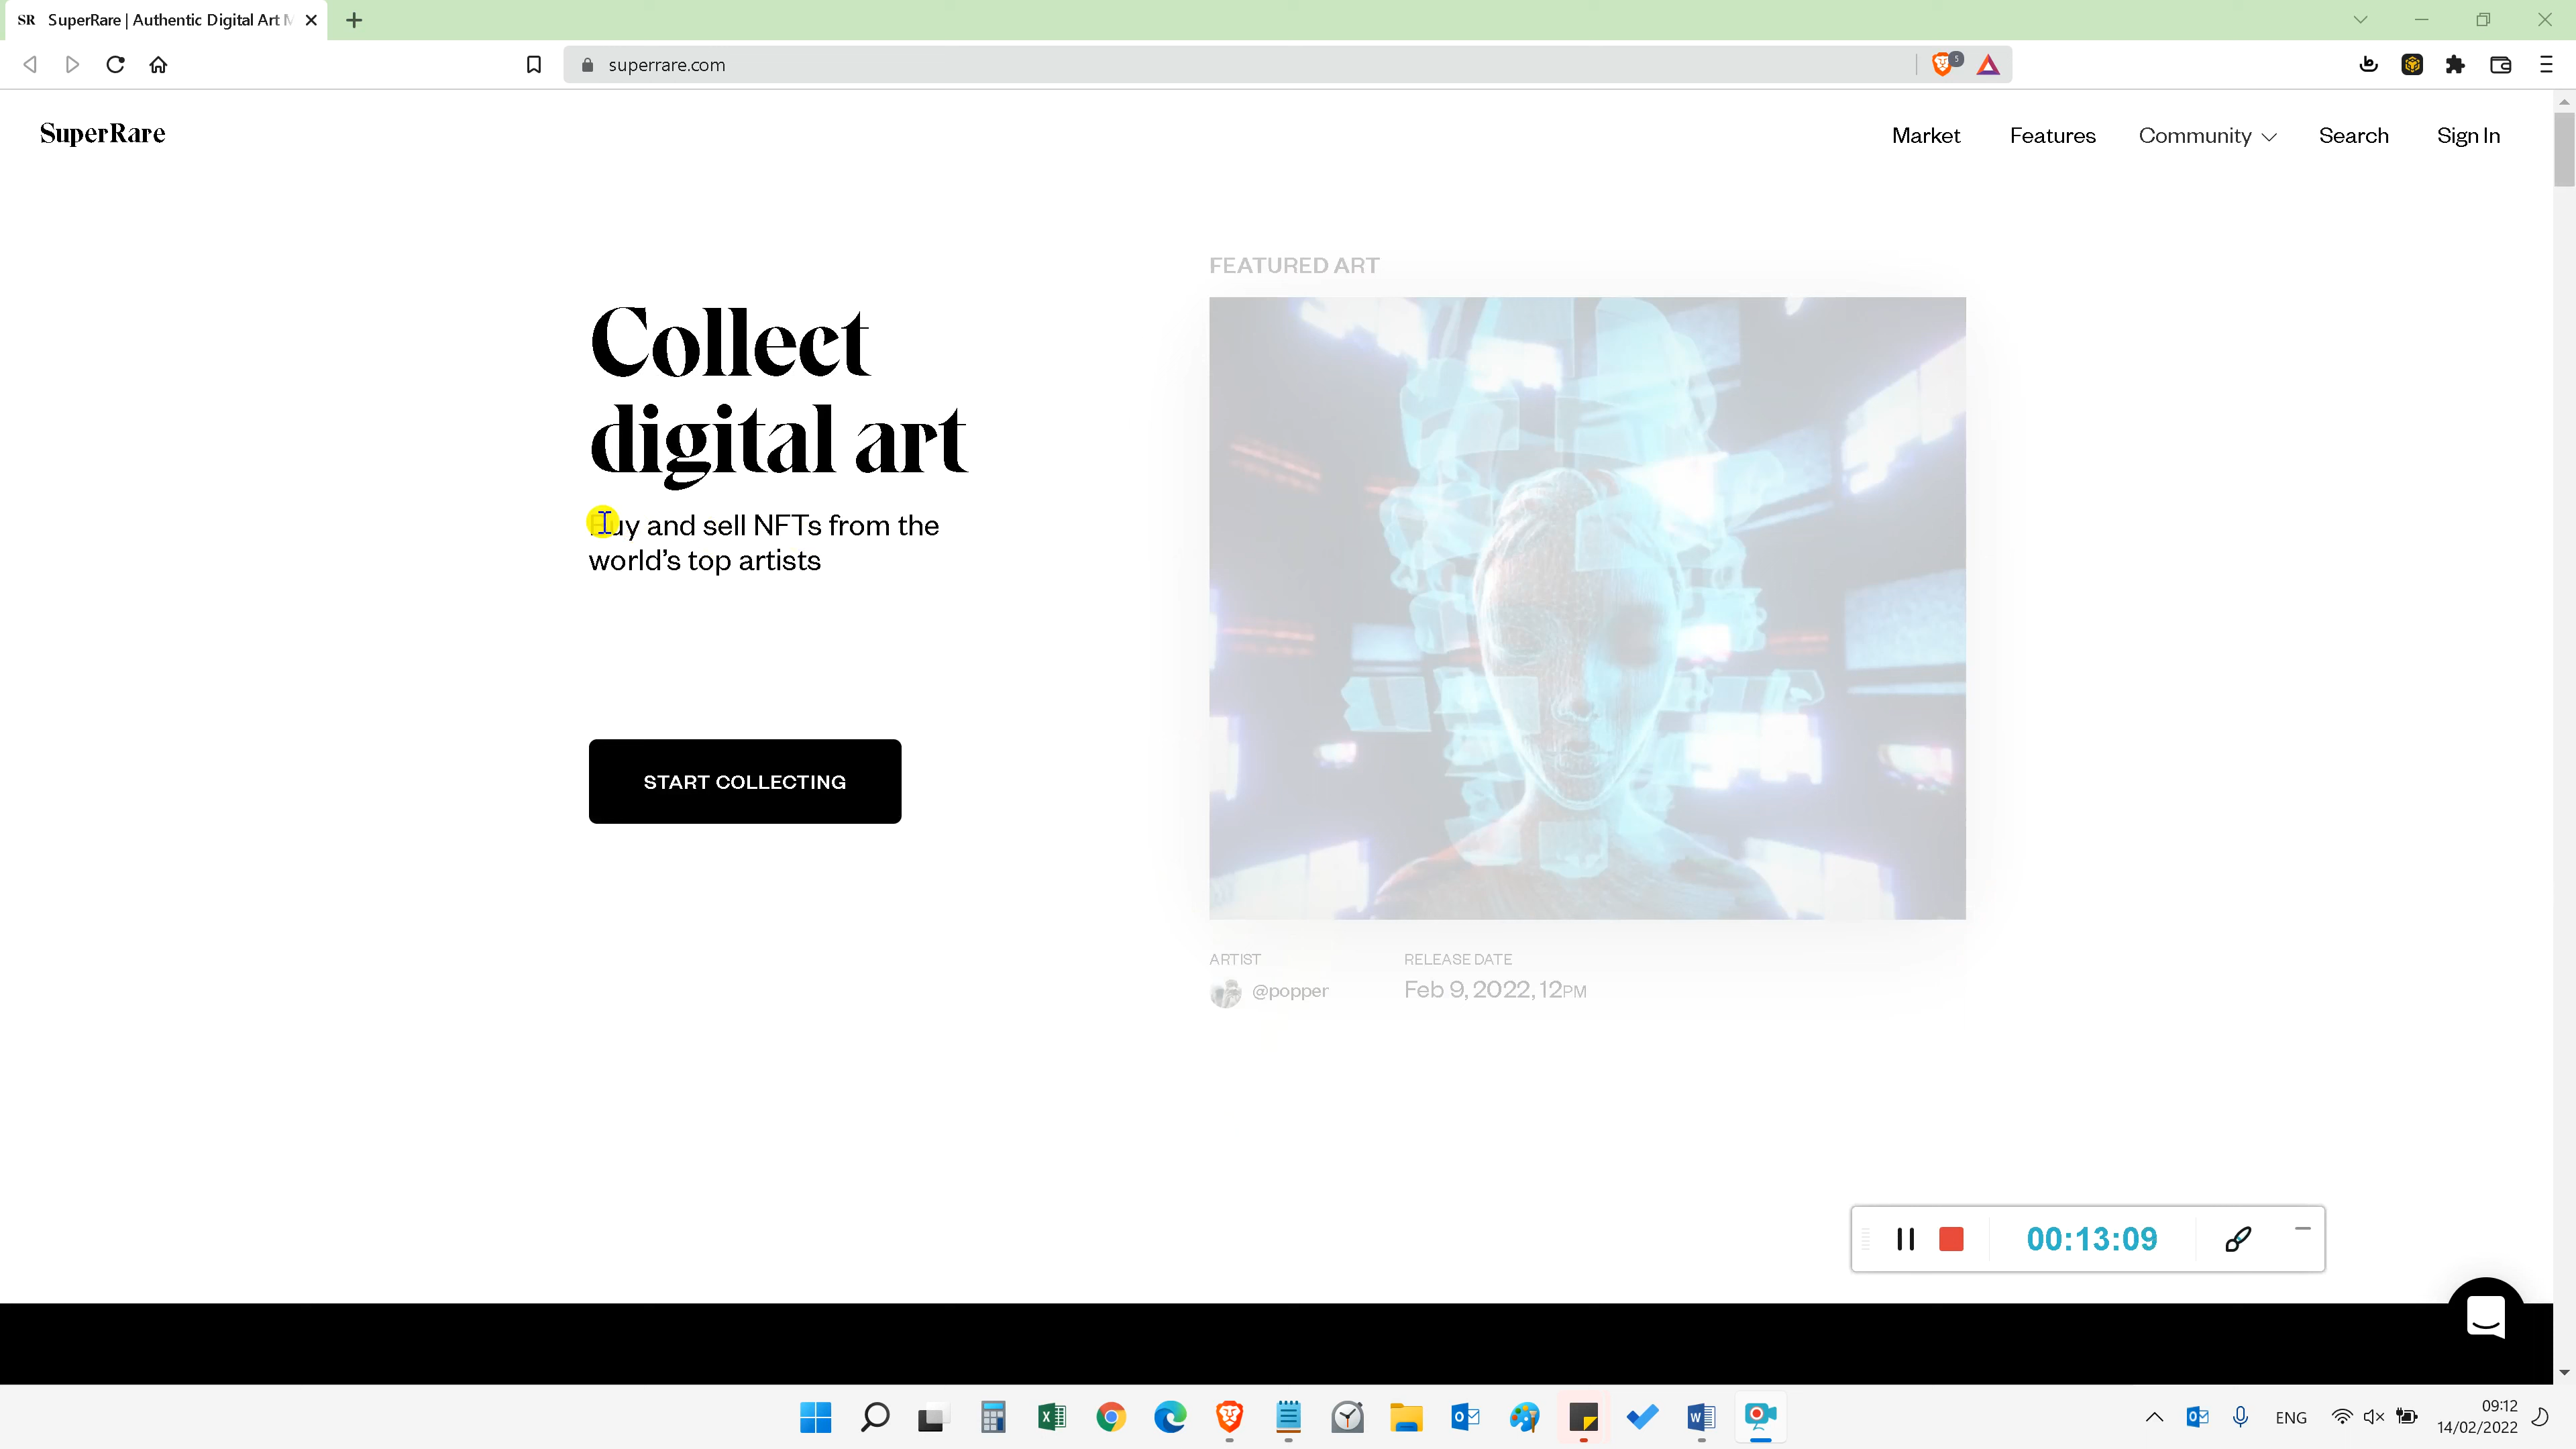 SR SuperRare | Authentic Digital Art M
superrare.com
5
SuperRare
Market Features Community Search Sign In
FEATURED ART
Collect
digital art
Buy and sell NFTs from the
world's top artists
START COLLECTING
ARTIST RELEASE DATE
@popper Feb 9, 2022, 12PM
00:13:09
ENG
09:12
14/02/2022